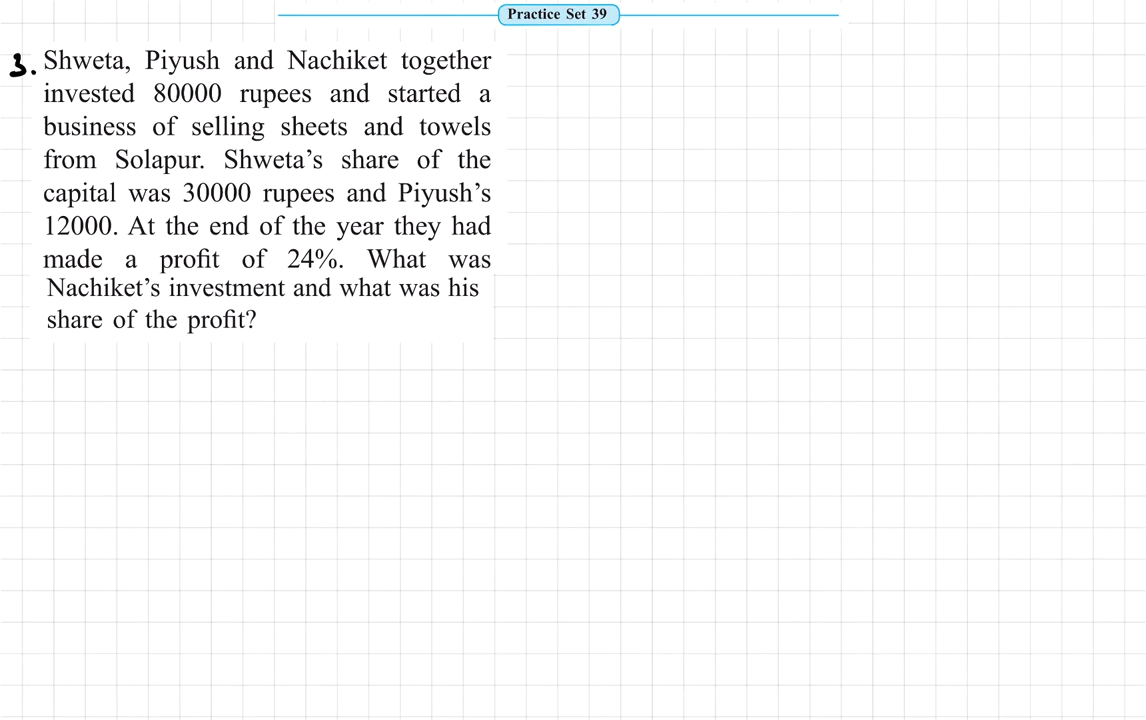 Practice Set 39
3. Shweta, Piyush and Nachiket together
invested 80000 rupees and started a
business of selling sheets and towels
from Solapur. Shweta’s share of the
capital was 30000 rupees and Piyush’s
12000. At the end of the year they had
made a profit of 24%. What was
Nachiket’s investment and what was his
share of the profit?